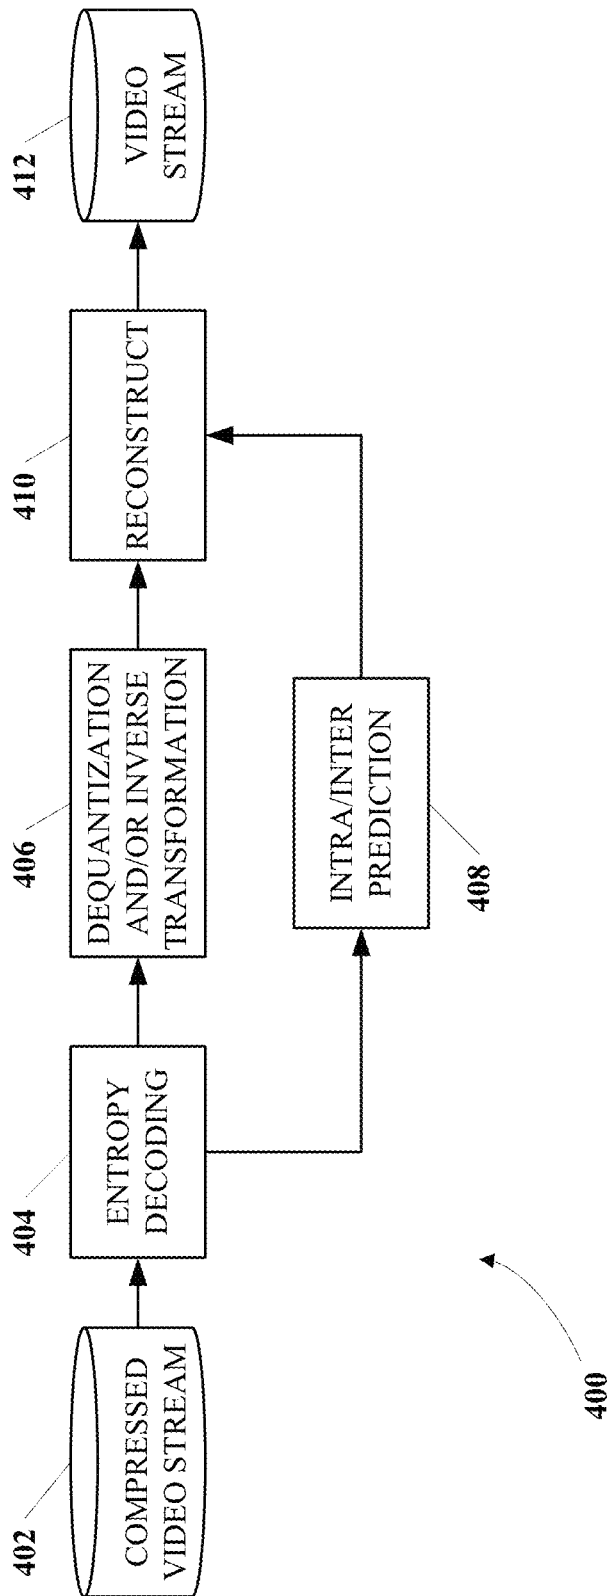 402
COMPRESSED
VIDEO STREAM
404
ENTROPY
DECODING
406
DEQUANTIZATION
AND/OR INVERSE
TRANSFORMATION
410
RECONSTRUCT
412
VIDEO
STREAM
INTRA/INTER
PREDICTION
408
400